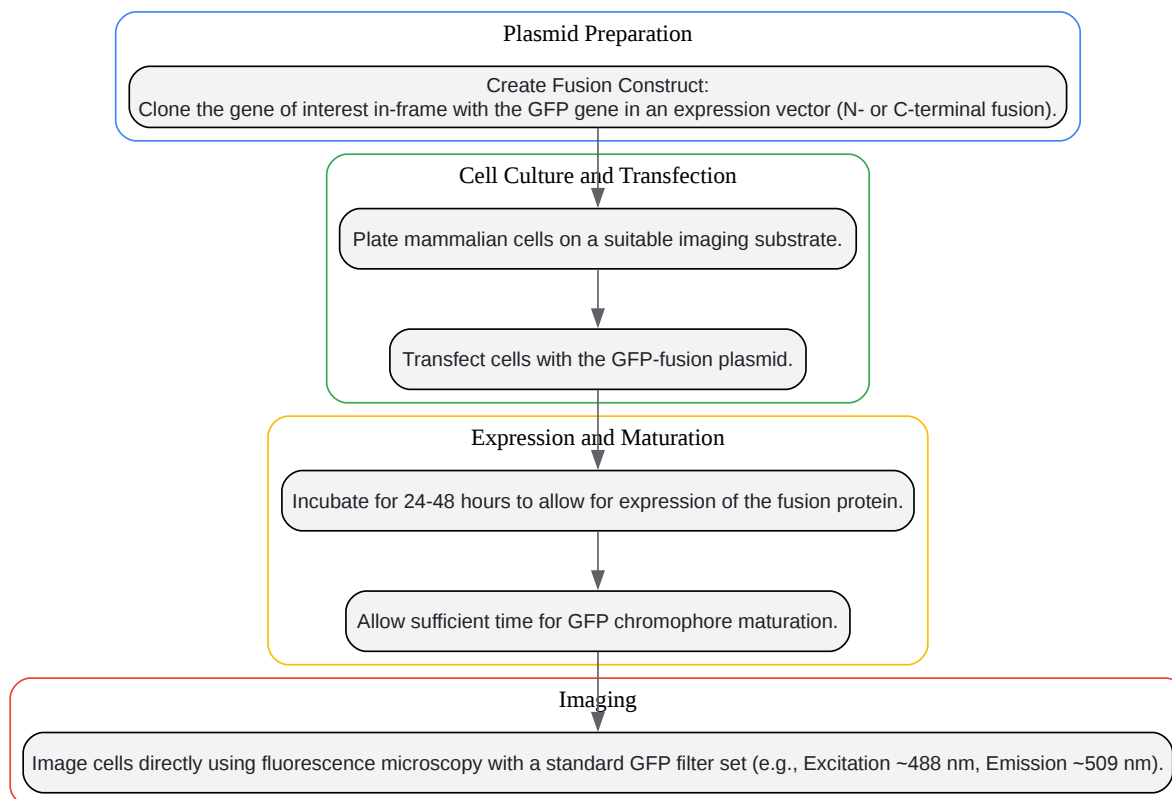 Plasmid Preparation
Create Fusion Construct:
Clone the gene of interest in-frame with the GFP gene in an expression vector (N- or C-terminal fusion).
Cell Culture and Transfection
Plate mammalian cells on a suitable imaging substrate.
Transfect cells with the GFP-fusion plasmid.
Expression and Maturation
Incubate for 24-48 hours to allow for expression of the fusion protein.
Allow sufficient time for GFP chromophore maturation.
Imaging
Image cells directly using fluorescence microscopy with a standard GFP filter set (e.g., Excitation ~488 nm, Emission ~509 nm).